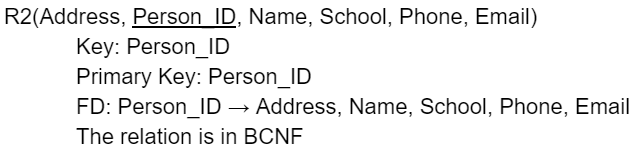 R2(Address, Person_ID, Name, School, Phone, Email)
Key: Person_ID
Primary Key: Person_ID
FD: Person_ID → Address, Name, School, Phone, Email
The relation is in BCNF